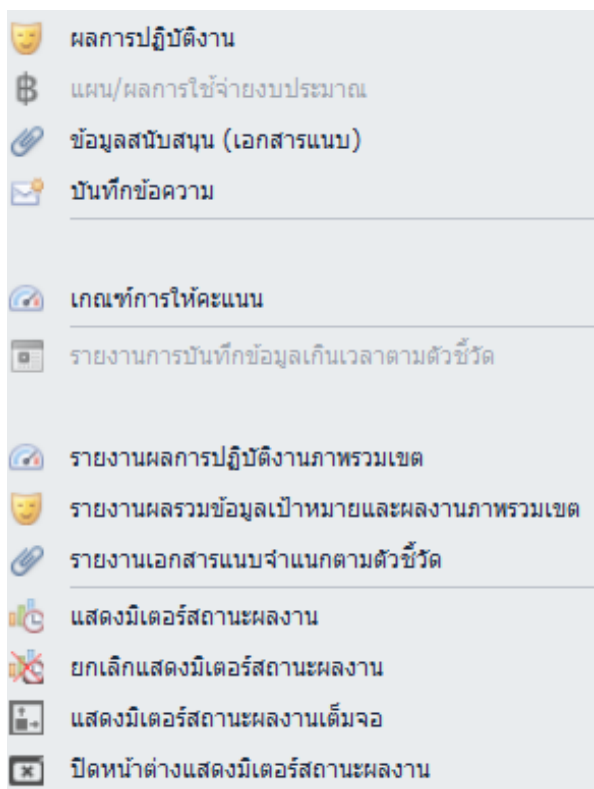 ผลการปฏิบัติงาน
แผน/ผลการใช้จ่ายงบประมาณ
ข้อมูลสนับสนุน (เอกสารแนบ)
บันทึกข้อความ
เกณฑ์การให้คะแนน
รายงานการบันทึกข้อมูลเกินเวลาตามตัวชี้วัด
รายงานผลการปฏิบัติงานภาพรวมเขต
รายงานผลรวมข้อมูลเป้าหมายและผลงานภาพรวมเขต
รายงานเอกสารแนบจำแนกตามตัวชี้วัด
แสดงมิเตอร์สถานะผลงาน
ยกเลิกแสดงมิเตอร์สถานะผลงาน
แสดงมิเตอร์สถานะผลงานเต็มจอ
ปิดหน้าต่างแสดงมิเตอร์สถานะผลงาน